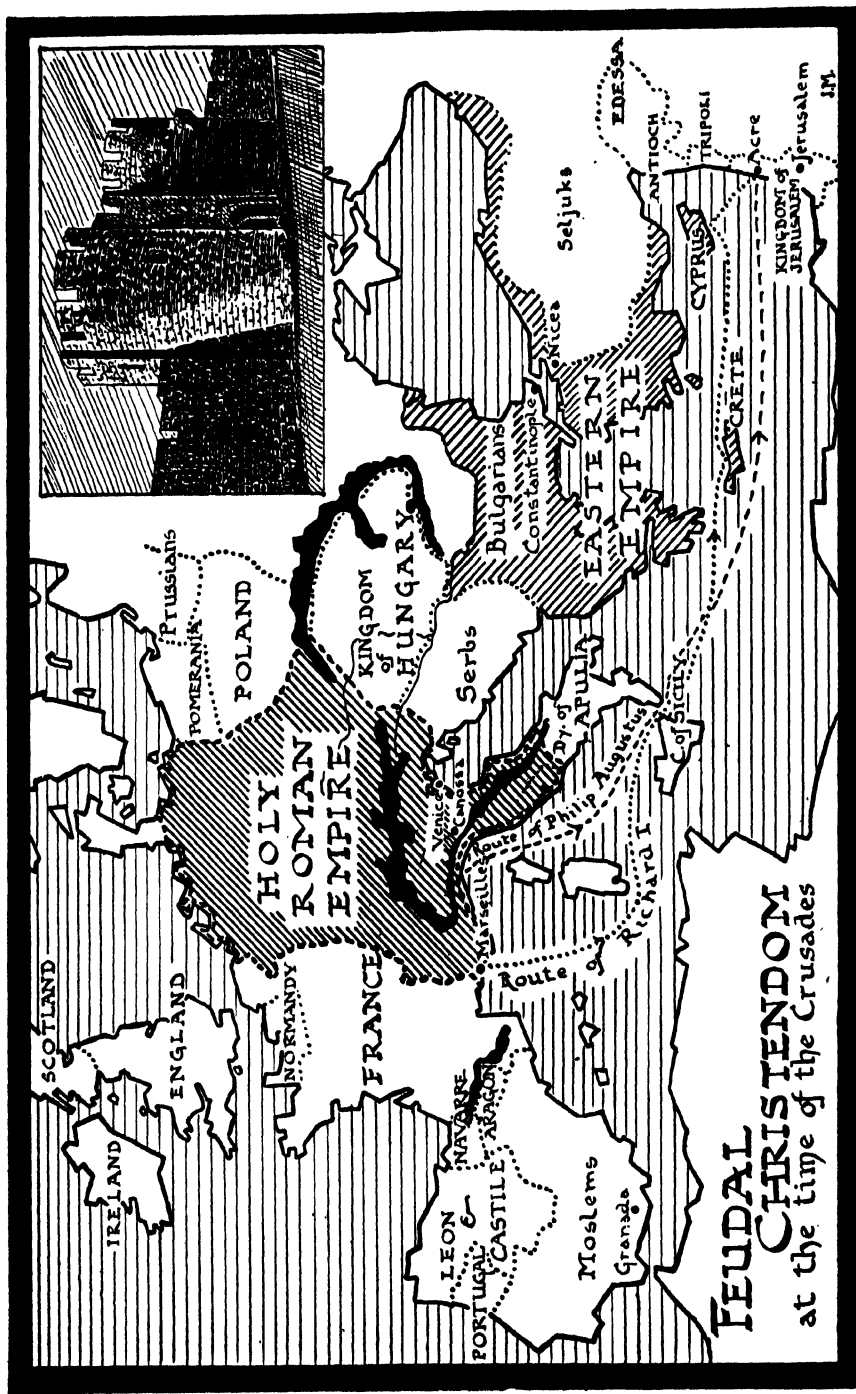 SCOTLAND
IRELAND
ENGLAND
NORMANDY
FRANCE
HOLY
ROMAN
EMPIRE
Prussians
POMERANIA
POLAND
KINGDOM
of
HUNGARY
Serbs
Bulgarians
Constantinople
Nicea
EASTERN
EMPIRE
Seljuks
EDESSA
ANTIOCH
TRIPOLI
Acre
Jerusalem
KINGDOM of
JERUSALEM
CYPRUS
CRETE
Venice
Canossa
Dy. of
APULIA
C. of SICILY
Marseilles
Route of Philip Augustus
Route Richard I
NAVARRE
ARAGON
LEON
&
CASTILE
PORTUGAL
Moslems
Granada
FEUDAL
CHRISTENDOM
at the time of the Crusades
J.M.